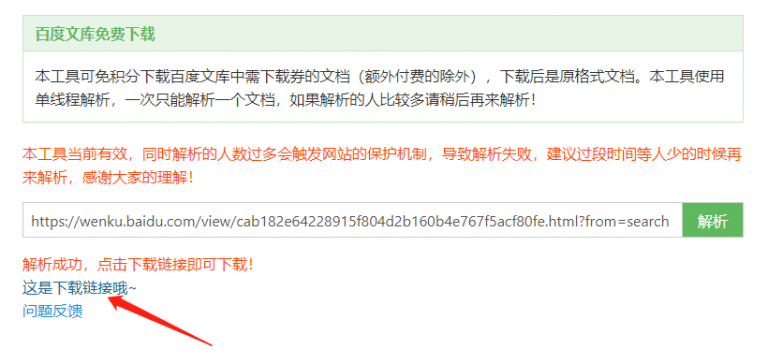 百度文库免费下载
本工具可免积分下载百度文库中需下载券的文档（额外付费的除外），下载后是原格式文档。本工具使用
单线程解析，一次只能解析一个文档，如果解析的人比较多请稍后再来解析！
本工具当前有效，同时解析的人数过多会触发网站的保护机制，导致解析失败，建议过段时间等人少的时候再
来解析，感谢大家的理解！
https://wenku.baidu.com/view/cab182e64228915f804d2b160b4e767f5acf80fe.html?from=search 解析
解析成功，点击下载链接即可下载！
这是下载链接哦~
问题反馈